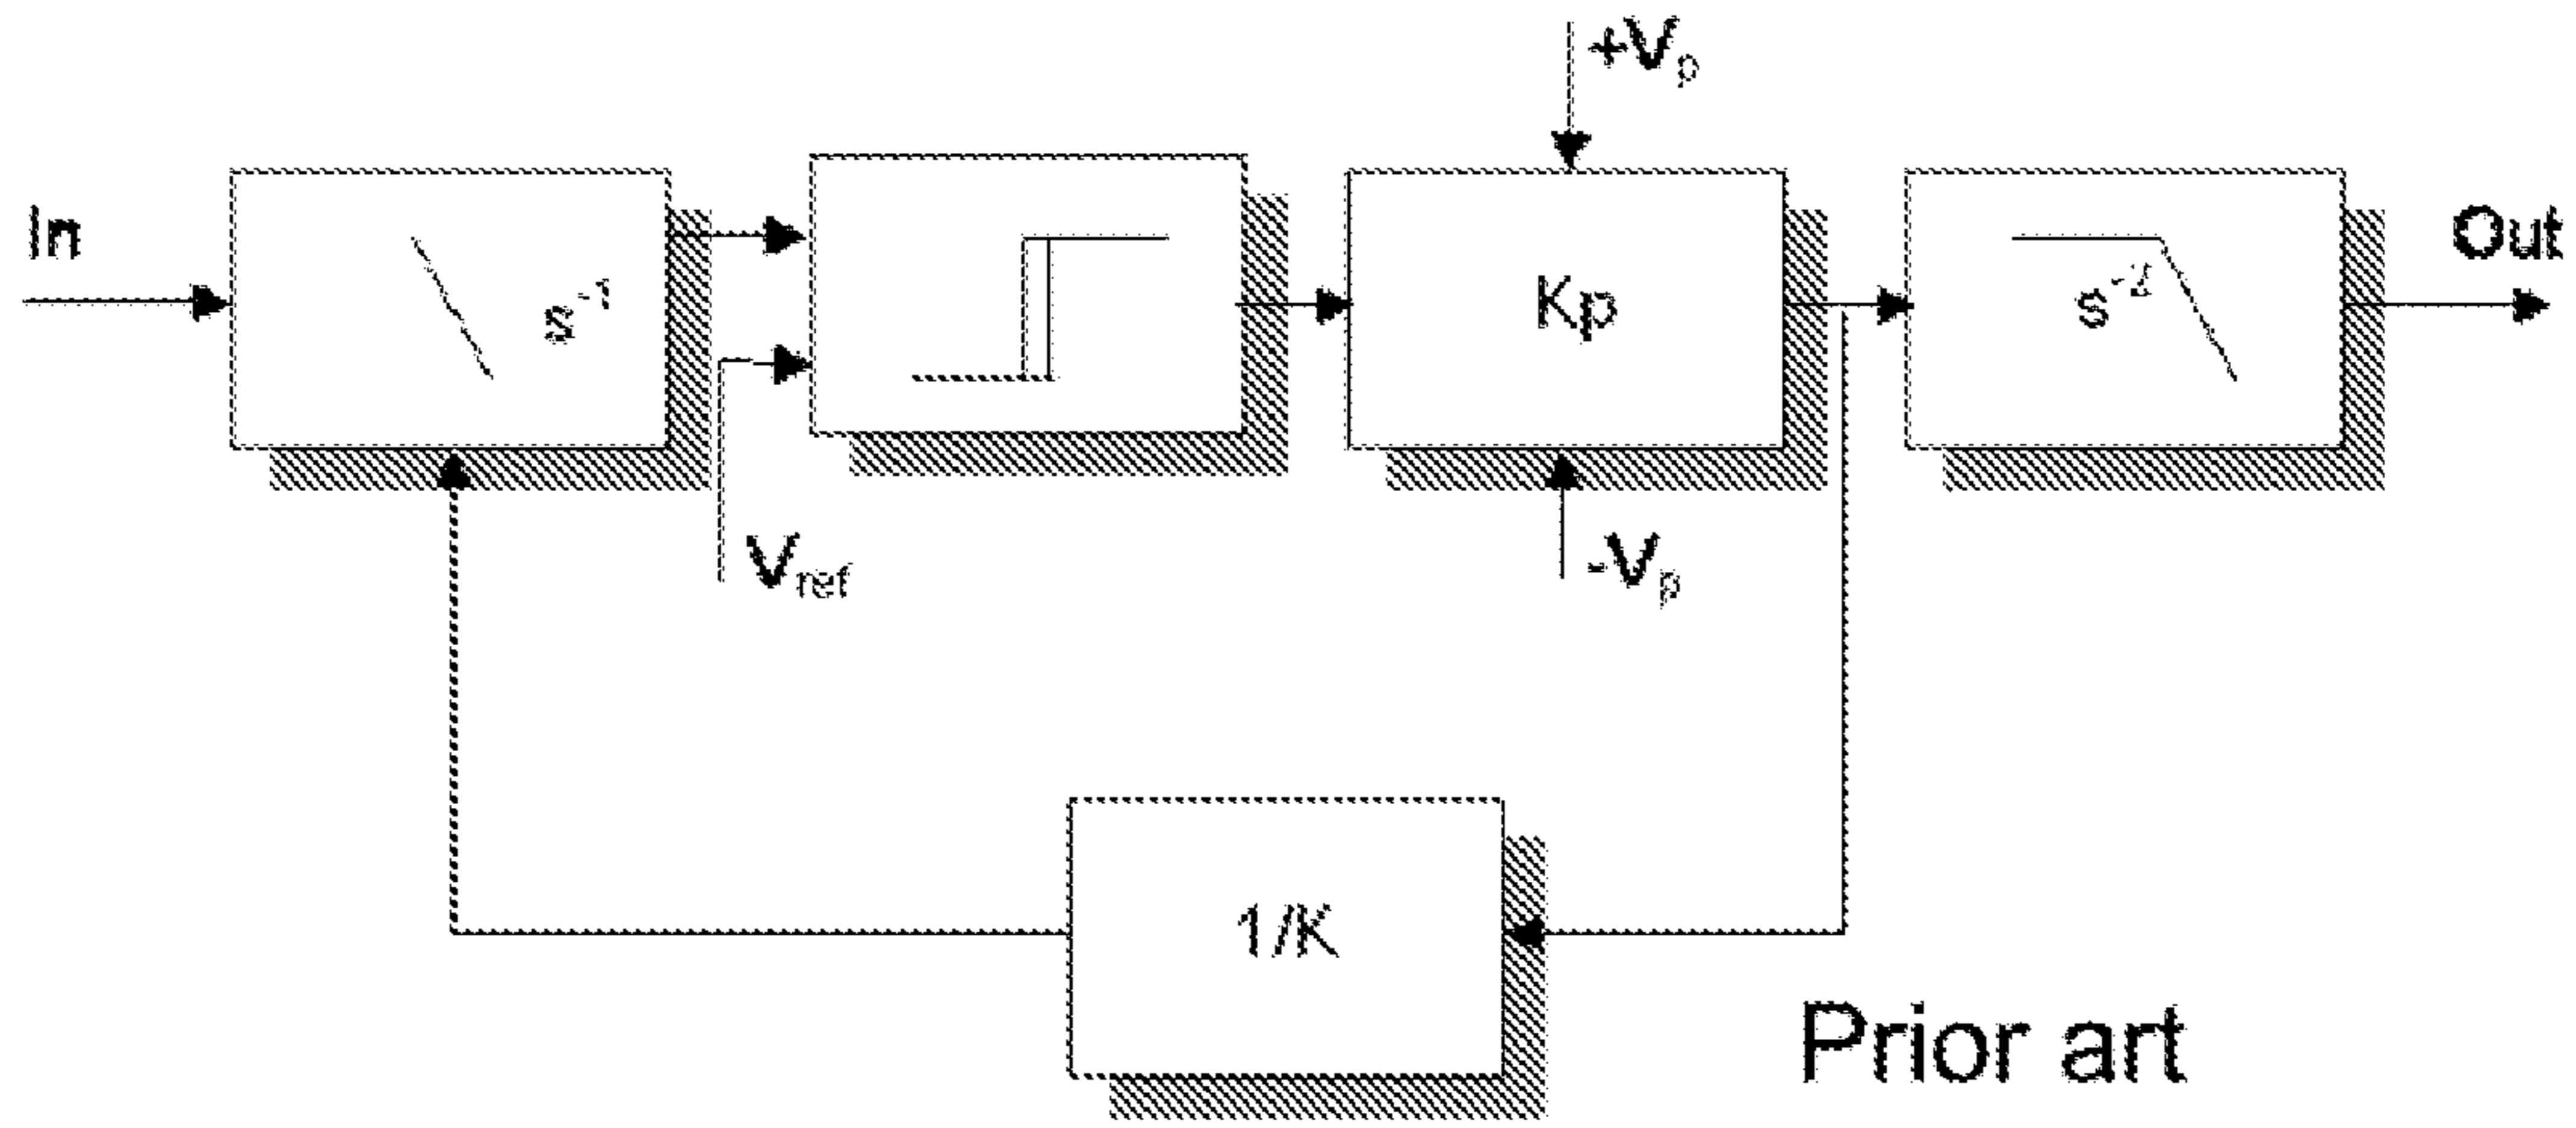 +Vp
In
s-1
Kp
s-2
Out
Vref
-Vp
1/K
Prior art